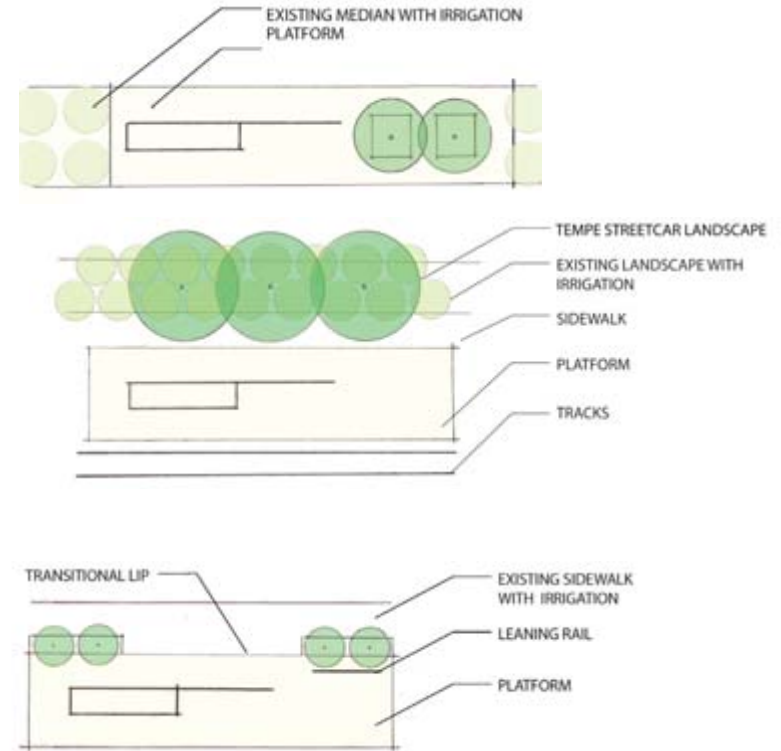 EXISTING MEDIAN WITH IRRIGATION
PLATFORM
TEMPE STREETCAR LANDSCAPE
EXISTING LANDSCAPE WITH
IRRIGATION
SIDEWALK
PLATFORM
TRACKS
TRANSITIONAL LIP
EXISTING SIDEWALK
WITH IRRIGATION
LEANING RAIL
PLATFORM